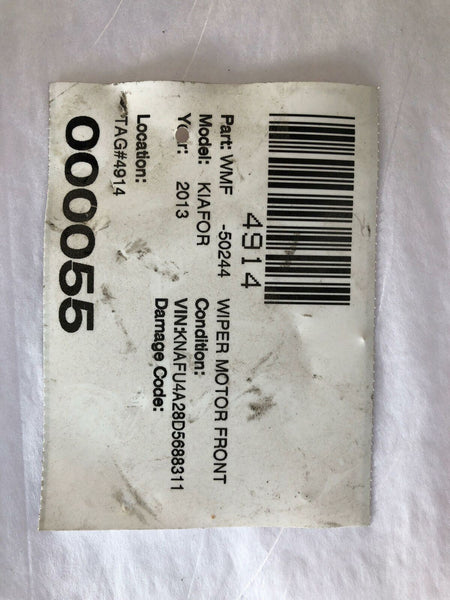 4914
Part: WMF -50244 WIPER MOTOR FRONT
Model: KIAFOR Condition:
Year: 2013 VIN:KNAFU4A28D5688311
Damage Code:
Location:
TAG#4914
000055